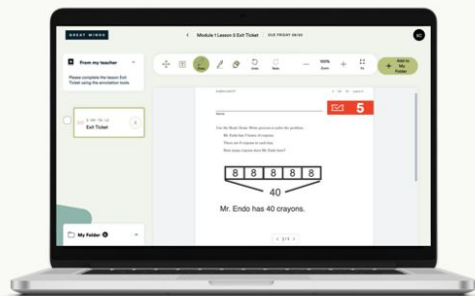 GREAT MINDS
Module 1 Lesson 5 Exit Ticket
DUE FRIDAY
From my teacher
Please complete the lesson Exit
Ticket using the annotation tools.
100%
Zoom
Fit
Add to
My
Folder
Exit Ticket
5
Name
Use the Read–Draw–Write process to solve the problem.
Mr. Endo has 5 boxes of crayons.
There are 8 crayons in each box.
How many crayons does Mr. Endo have?
8 8 8 8 8
40
Mr. Endo has 40 crayons.
My Folder
1/1